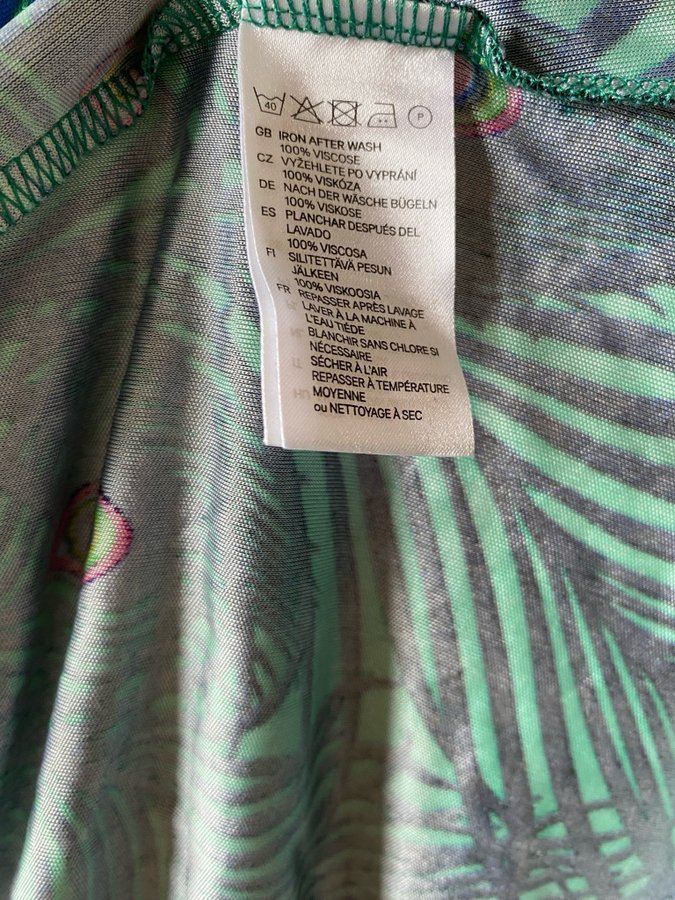 40
P
GB IRON AFTER WASH
100% VISCOSE
CZ VYŽEHLETE PO VYPRÁNÍ
100% VISKÓZA
DE NACH DER WÄSCHE BÜGELN
100% VISKOSE
ES PLANCHAR DESPUÉS DEL
LAVADO
100% VISCOSA
FI SILITETTÄVÄ PESUN
JÄLKEEN
100% VISKOOSIA
FR REPASSER APRÈS LAVAGE
LAVER À LA MACHINE À
L'EAU TIÈDE
BLANCHIR SANS CHLORE SI
NÉCESSAIRE
SÉCHER À L'AIR
REPASSER À TEMPÉRATURE
MOYENNE
OU NETTOYAGE À SEC